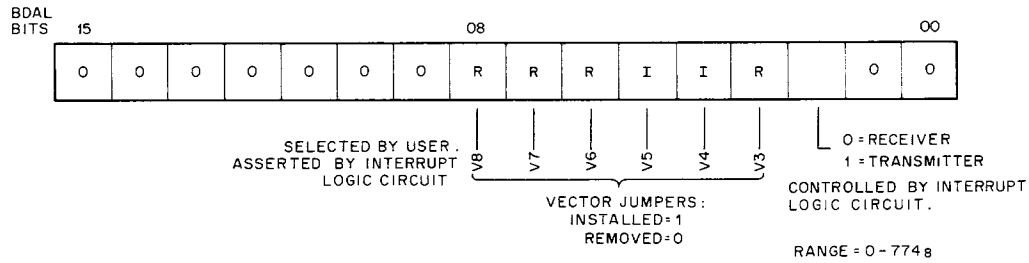 BDAL
BITS 15 08 00
0 0 0 0 0 0 0 R R R I I R 0 0
V8 V7 V6 V5 V4 V3
SELECTED BY USER.
ASSERTED BY INTERRUPT
LOGIC CIRCUIT
0=RECEIVER
1=TRANSMITTER
CONTROLLED BY INTERRUPT
LOGIC CIRCUIT.
VECTOR JUMPERS:
INSTALLED=1
REMOVED=0
RANGE=0-774₈